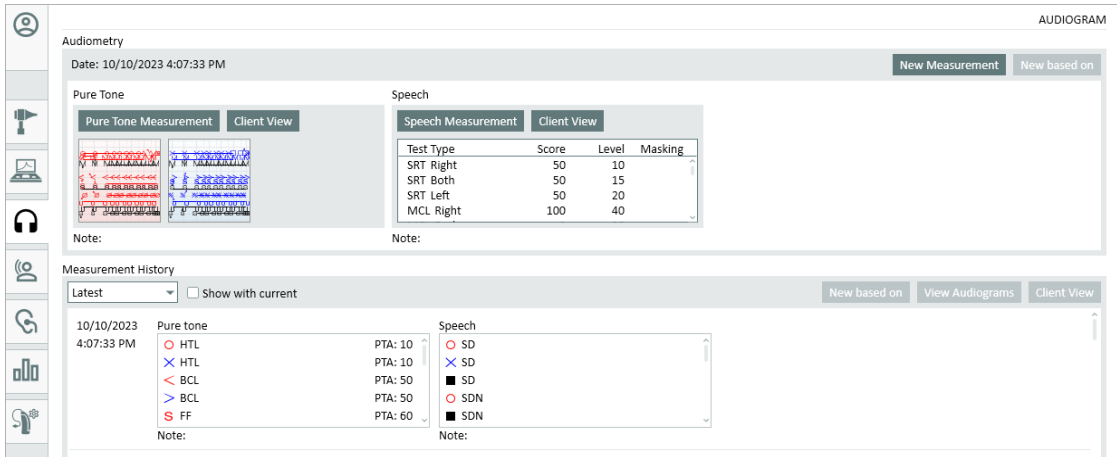 AUDIOGRAM
Audiometry
Date: 10/10/2023 4:07:33 PM
New Measurement
New based on
Pure Tone
Speech
Pure Tone Measurement
Client View
Speech Measurement
Client View
Test Type Score Level Masking
SRT Right 50 10
SRT Both 50 15
SRT Left 50 20
MCL Right 100 40
Note:
Note:
Measurement History
Latest
Show with current
New based on
View Audiograms
Client View
10/10/2023
4:07:33 PM
Pure tone
HTL PTA: 10
HTL PTA: 10
BCL PTA: 50
BCL PTA: 50
S FF PTA: 60
Note:
Speech
SD
SD
SD
SDN
SDN
Note: